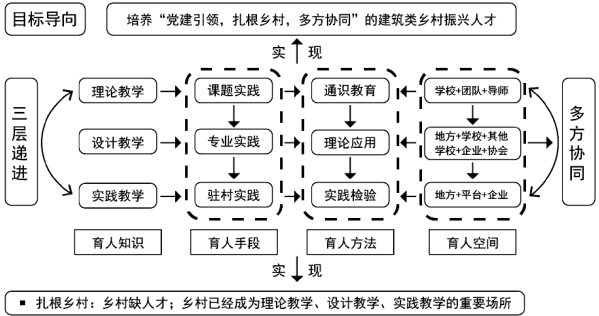 目标导向
培养“党建引领，扎根乡村，多方协同”的建筑类乡村振兴人才
实 现
三层递进
理论教学
课题实践
通识教育
学校+团队+导师
设计教学
专业实践
理论应用
地方+学校+其他
学校+企业+协会
实践教学
驻村实践
实践检验
地方+平台+企业
多方协同
育人知识
育人手段
育人方法
育人空间
实 现
▪ 扎根乡村：乡村缺人才；乡村已经成为理论教学、设计教学、实践教学的重要场所